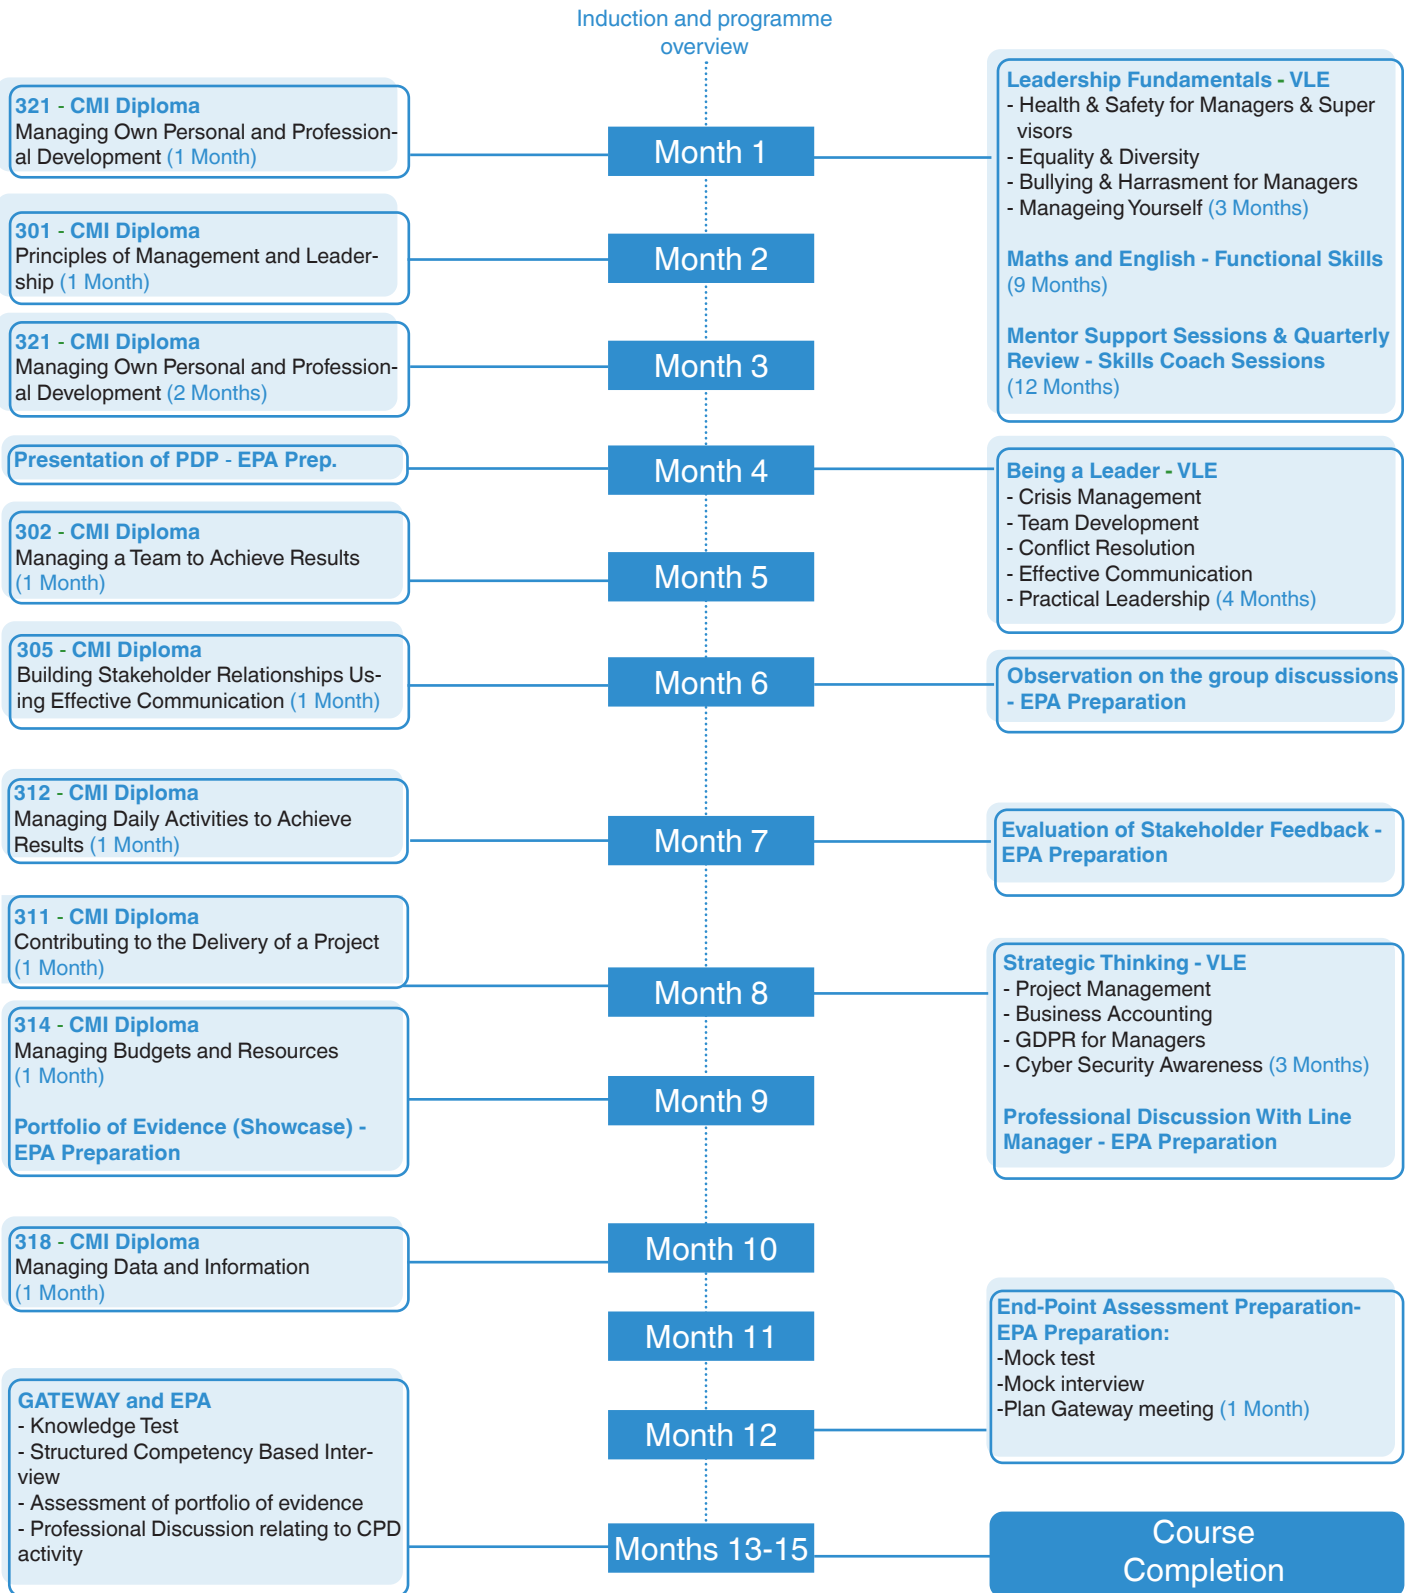 Induction and programme
overview
321 - CMI Diploma
Managing Own Personal and Profession-
al Development (1 Month)
Month 1
Leadership Fundamentals - VLE
- Health & Safety for Managers & Super
visors
- Equality & Diversity
- Bullying & Harrasment for Managers
- Manageing Yourself (3 Months)
Maths and English - Functional Skills
(9 Months)
Mentor Support Sessions & Quarterly
Review - Skills Coach Sessions
(12 Months)
301 - CMI Diploma
Principles of Management and Leader-
ship (1 Month)
Month 2
321 - CMI Diploma
Managing Own Personal and Profession-
al Development (2 Months)
Month 3
Presentation of PDP - EPA Prep.
Month 4
Being a Leader - VLE
- Crisis Management
- Team Development
- Conflict Resolution
- Effective Communication
- Practical Leadership (4 Months)
302 - CMI Diploma
Managing a Team to Achieve Results
(1 Month)
Month 5
305 - CMI Diploma
Building Stakeholder Relationships Us-
ing Effective Communication (1 Month)
Month 6
Observation on the group discussions
- EPA Preparation
312 - CMI Diploma
Managing Daily Activities to Achieve
Results (1 Month)
Month 7
Evaluation of Stakeholder Feedback -
EPA Preparation
311 - CMI Diploma
Contributing to the Delivery of a Project
(1 Month)
Month 8
Strategic Thinking - VLE
- Project Management
- Business Accounting
- GDPR for Managers
- Cyber Security Awareness (3 Months)
Professional Discussion With Line
Manager - EPA Preparation
314 - CMI Diploma
Managing Budgets and Resources
(1 Month)
Portfolio of Evidence (Showcase) -
EPA Preparation
Month 9
318 - CMI Diploma
Managing Data and Information
(1 Month)
Month 10
Month 11
Month 12
End-Point Assessment Preparation-
EPA Preparation:
-Mock test
-Mock interview
-Plan Gateway meeting (1 Month)
GATEWAY and EPA
- Knowledge Test
- Structured Competency Based Inter-
view
- Assessment of portfolio of evidence
- Professional Discussion relating to CPD
activity
Months 13-15
Course
Completion